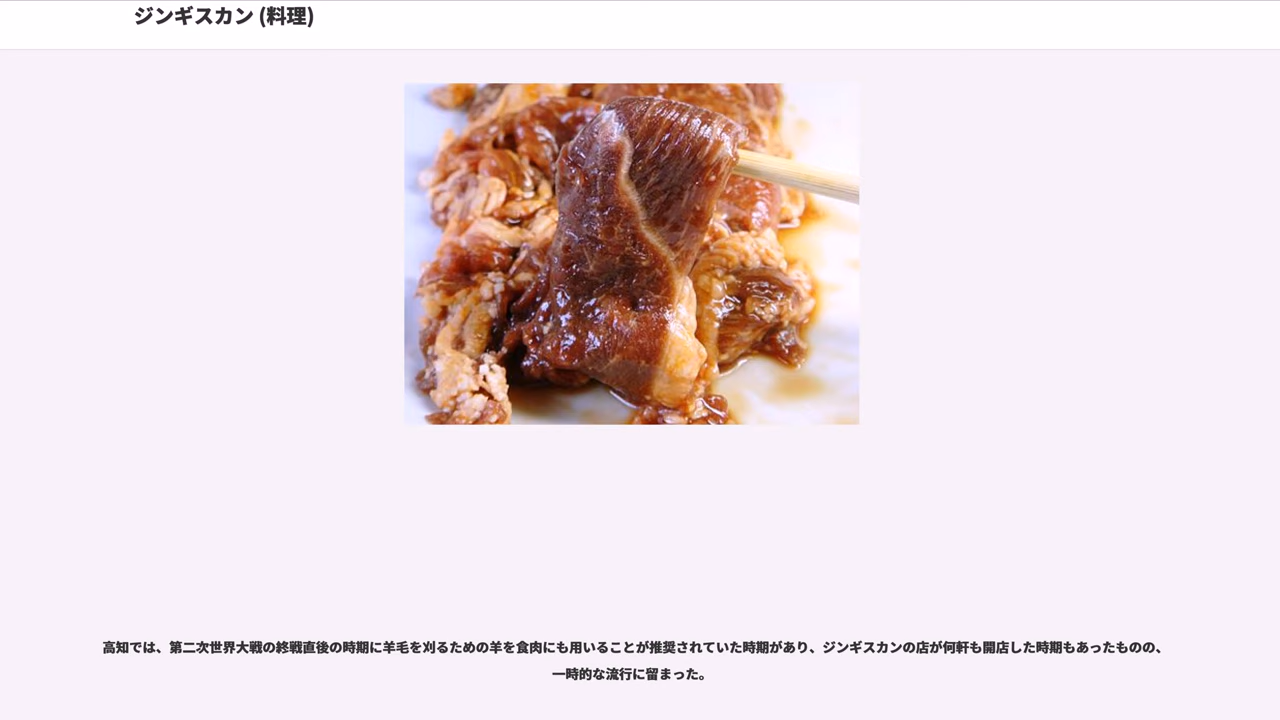 ジンギスカン (料理)
高知では、第二次世界大戦の終戦直後の時期に羊毛を刈るための羊を食肉にも用いることが推奨されていた時期があり、ジンギスカンの店が何軒も開店した時期もあったものの、
一時的な流行に留まった。